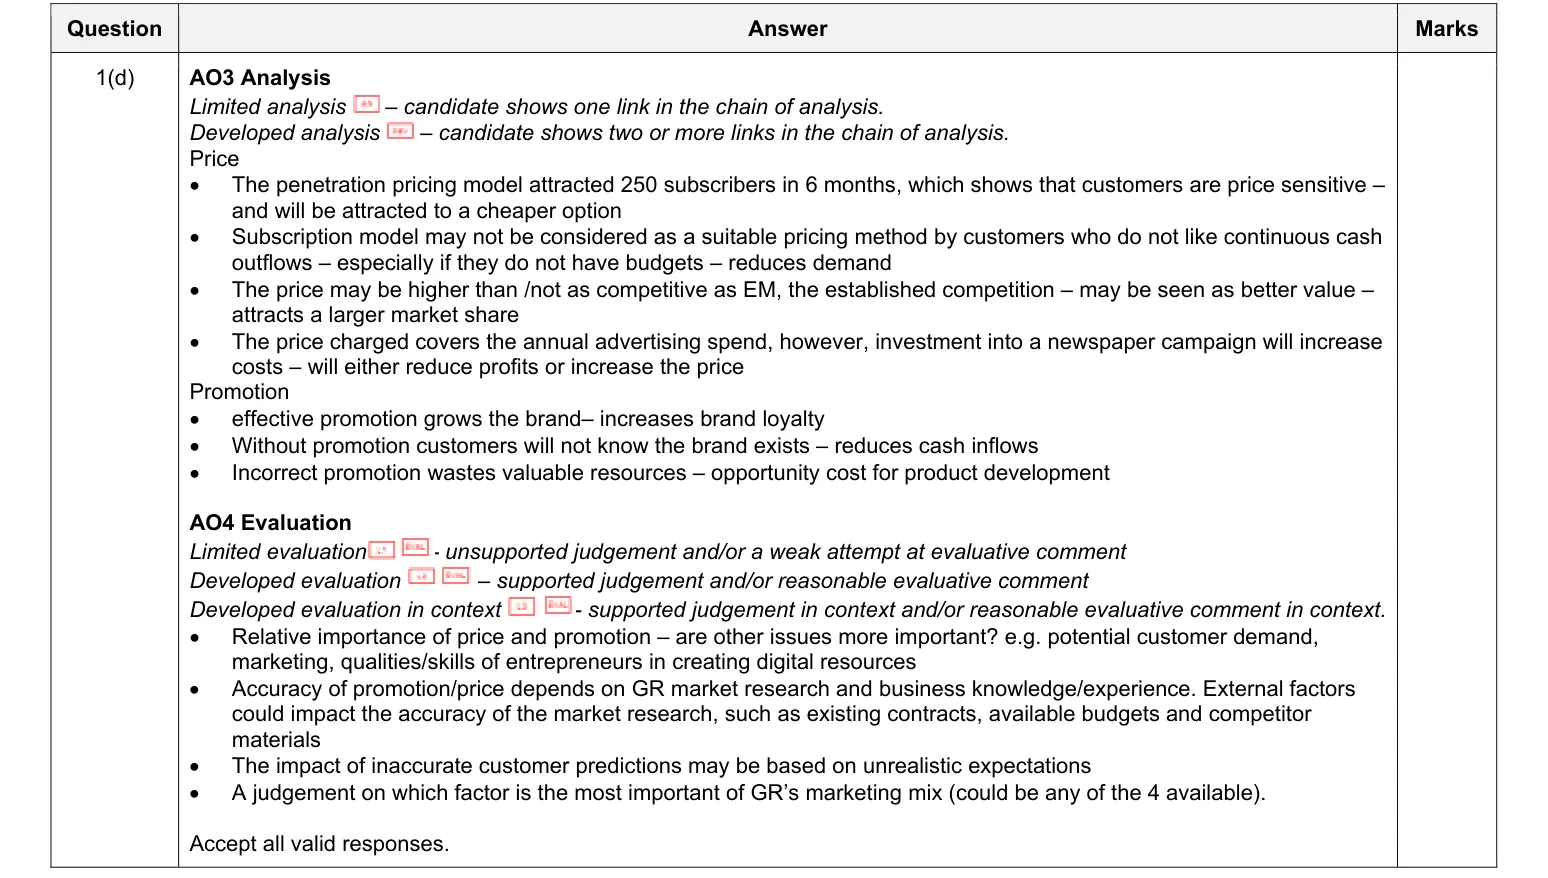 Question Answer Marks
1(d) AO3 Analysis
Limited analysis – candidate shows one link in the chain of analysis.
Developed analysis – candidate shows two or more links in the chain of analysis.
Price
• The penetration pricing model attracted 250 subscribers in 6 months, which shows that customers are price sensitive –
and will be attracted to a cheaper option
• Subscription model may not be considered as a suitable pricing method by customers who do not like continuous cash
outflows – especially if they do not have budgets – reduces demand
• The price may be higher than /not as competitive as EM, the established competition – may be seen as better value –
attracts a larger market share
• The price charged covers the annual advertising spend, however, investment into a newspaper campaign will increase
costs – will either reduce profits or increase the price
Promotion
• effective promotion grows the brand– increases brand loyalty
• Without promotion customers will not know the brand exists – reduces cash inflows
• Incorrect promotion wastes valuable resources – opportunity cost for product development
AO4 Evaluation
Limited evaluation EVAL - unsupported judgement and/or a weak attempt at evaluative comment
Developed evaluation EVAL – supported judgement and/or reasonable evaluative comment
Developed evaluation in context EVAL - supported judgement in context and/or reasonable evaluative comment in context.
• Relative importance of price and promotion – are other issues more important? e.g. potential customer demand,
marketing, qualities/skills of entrepreneurs in creating digital resources
• Accuracy of promotion/price depends on GR market research and business knowledge/experience. External factors
could impact the accuracy of the market research, such as existing contracts, available budgets and competitor
materials
• The impact of inaccurate customer predictions may be based on unrealistic expectations
• A judgement on which factor is the most important of GR’s marketing mix (could be any of the 4 available).
Accept all valid responses.